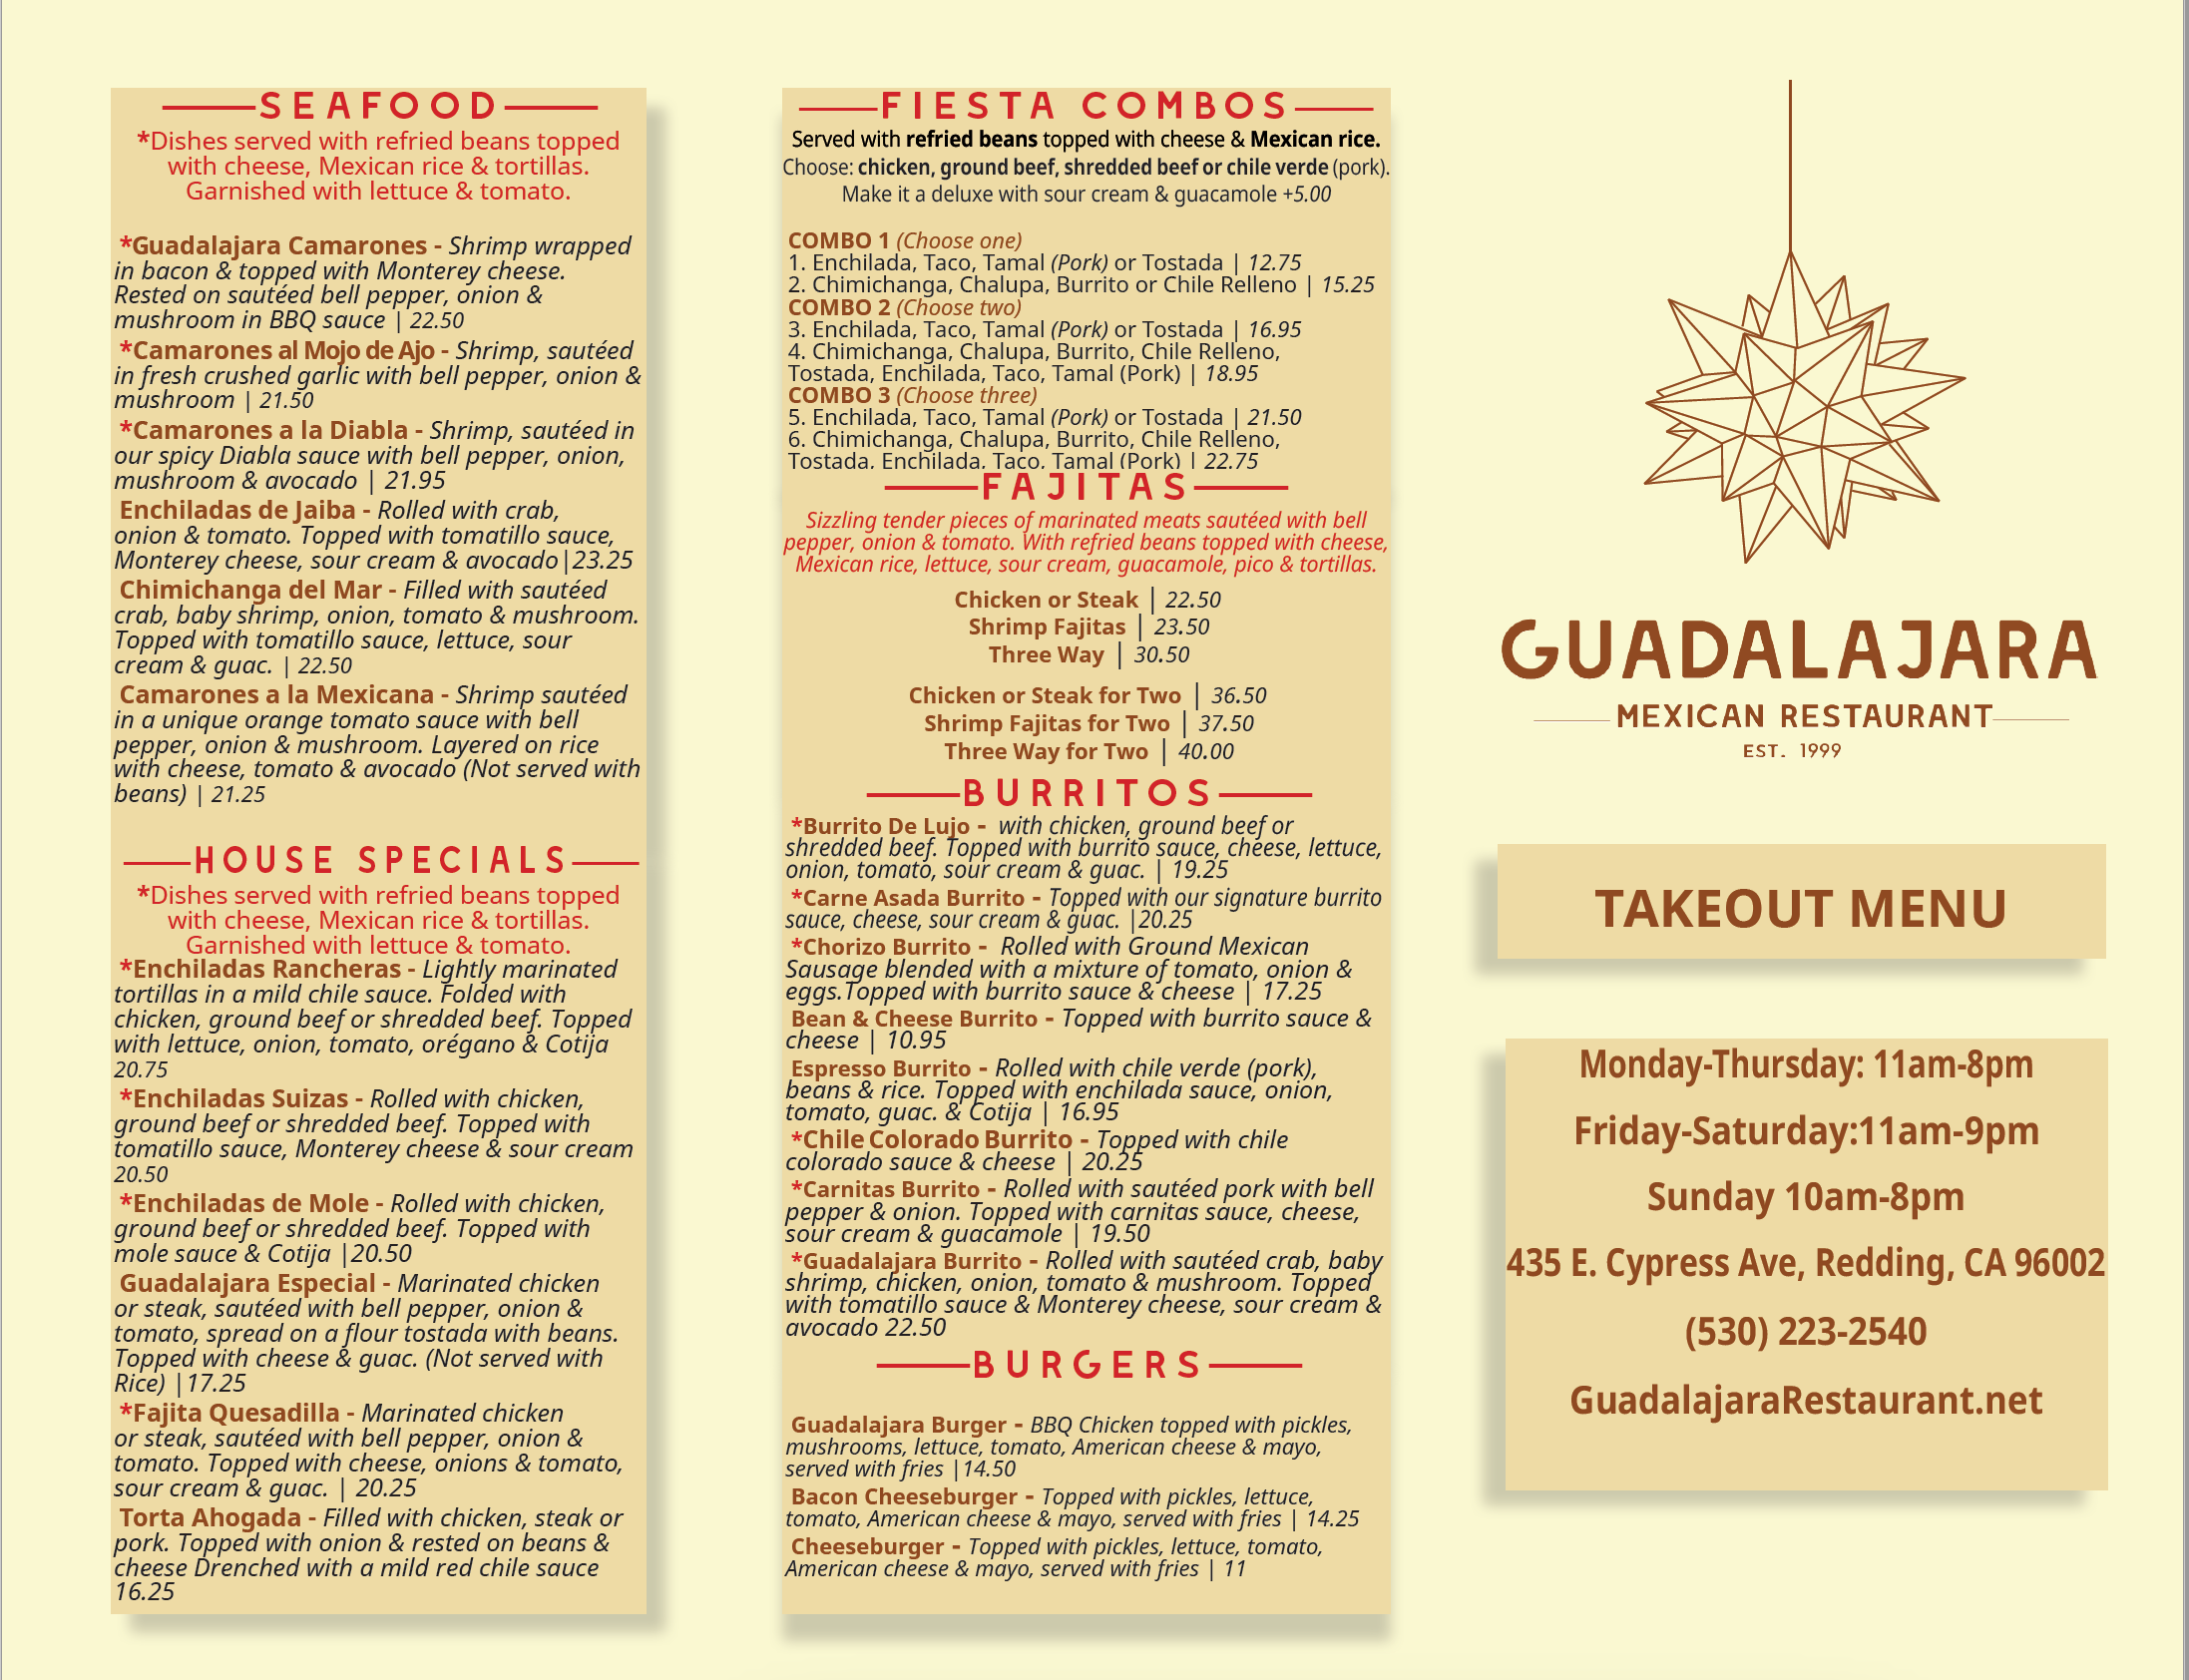 SEAFOOD
*Dishes served with refried beans topped
with cheese, Mexican rice & tortillas.
Garnished with lettuce & tomato.
*Guadalajara Camarones - Shrimp wrapped
in bacon & topped with Monterey cheese.
Rested on sautéed bell pepper, onion &
mushroom in BBQ sauce | 22.50
*Camarones al Mojo de Ajo - Shrimp, sautéed
in fresh crushed garlic with bell pepper, onion &
mushroom | 21.50
*Camarones a la Diabla - Shrimp, sautéed in
our spicy Diabla sauce with bell pepper, onion,
mushroom & avocado | 21.95
Enchiladas de Jaiba - Rolled with crab,
onion & tomato. Topped with tomatillo sauce,
Monterey cheese, sour cream & avocado|23.25
Chimichanga del Mar - Filled with sautéed
crab, baby shrimp, onion, tomato & mushroom.
Topped with tomatillo sauce, lettuce, sour
cream & guac. | 22.50
Camarones a la Mexicana - Shrimp sautéed
in a unique orange tomato sauce with bell
pepper, onion & mushroom. Layered on rice
with cheese, tomato & avocado (Not served with
beans) | 21.25
HOUSE SPECIALS
*Dishes served with refried beans topped
with cheese, Mexican rice & tortillas.
Garnished with lettuce & tomato.
*Enchiladas Rancheras - Lightly marinated
tortillas in a mild chile sauce. Folded with
chicken, ground beef or shredded beef. Topped
with lettuce, onion, tomato, orégano & Cotija
20.75
*Enchiladas Suizas - Rolled with chicken,
ground beef or shredded beef. Topped with
tomatillo sauce, Monterey cheese & sour cream
20.50
*Enchiladas de Mole - Rolled with chicken,
ground beef or shredded beef. Topped with
mole sauce & Cotija |20.50
Guadalajara Especial - Marinated chicken
or steak, sautéed with bell pepper, onion &
tomato, spread on a flour tostada with beans.
Topped with cheese & guac. (Not served with
Rice) |17.25
*Fajita Quesadilla - Marinated chicken
or steak, sautéed with bell pepper, onion &
tomato. Topped with cheese, onions & tomato,
sour cream & guac. | 20.25
Torta Ahogada - Filled with chicken, steak or
pork. Topped with onion & rested on beans &
cheese Drenched with a mild red chile sauce
16.25
FIESTA COMBOS
Served with refried beans topped with cheese & Mexican rice.
Choose: chicken, ground beef, shredded beef or chile verde (pork).
Make it a deluxe with sour cream & guacamole +5.00
COMBO 1 (Choose one)
1. Enchilada, Taco, Tamal (Pork) or Tostada | 12.75
2. Chimichanga, Chalupa, Burrito or Chile Relleno | 15.25
COMBO 2 (Choose two)
3. Enchilada, Taco, Tamal (Pork) or Tostada | 16.95
4. Chimichanga, Chalupa, Burrito, Chile Relleno,
Tostada, Enchilada, Taco, Tamal (Pork) | 18.95
COMBO 3 (Choose three)
5. Enchilada, Taco, Tamal (Pork) or Tostada | 21.50
6. Chimichanga, Chalupa, Burrito, Chile Relleno,
Tostada, Enchilada, Taco, Tamal (Pork) | 22.75
FAJITAS
Sizzling tender pieces of marinated meats sautéed with bell
pepper, onion & tomato. With refried beans topped with cheese,
Mexican rice, lettuce, sour cream, guacamole, pico & tortillas.
Chicken or Steak | 22.50
Shrimp Fajitas | 23.50
Three Way | 30.50
Chicken or Steak for Two | 36.50
Shrimp Fajitas for Two | 37.50
Three Way for Two | 40.00
BURRITOS
*Burrito De Lujo - with chicken, ground beef or
shredded beef. Topped with burrito sauce, cheese, lettuce,
onion, tomato, sour cream & guac. | 19.25
*Carne Asada Burrito - Topped with our signature burrito
sauce, cheese, sour cream & guac. |20.25
*Chorizo Burrito - Rolled with Ground Mexican
Sausage blended with a mixture of tomato, onion &
eggs.Topped with burrito sauce & cheese | 17.25
Bean & Cheese Burrito - Topped with burrito sauce &
cheese | 10.95
Espresso Burrito - Rolled with chile verde (pork),
beans & rice. Topped with enchilada sauce, onion,
tomato, guac. & Cotija | 16.95
*Chile Colorado Burrito - Topped with chile
colorado sauce & cheese | 20.25
*Carnitas Burrito - Rolled with sautéed pork with bell
pepper & onion. Topped with carnitas sauce, cheese,
sour cream & guacamole | 19.50
*Guadalajara Burrito - Rolled with sautéed crab, baby
shrimp, chicken, onion, tomato & mushroom. Topped
with tomatillo sauce & Monterey cheese, sour cream &
avocado 22.50
BURGERS
Guadalajara Burger - BBQ Chicken topped with pickles,
mushrooms, lettuce, tomato, American cheese & mayo,
served with fries |14.50
Bacon Cheeseburger - Topped with pickles, lettuce,
tomato, American cheese & mayo, served with fries | 14.25
Cheeseburger - Topped with pickles, lettuce, tomato,
American cheese & mayo, served with fries | 11
GUADALAJARA
MEXICAN RESTAURANT
EST. 1999
TAKEOUT MENU
Monday-Thursday: 11am-8pm
Friday-Saturday:11am-9pm
Sunday 10am-8pm
435 E. Cypress Ave, Redding, CA 96002
(530) 223-2540
GuadalajaraRestaurant.net